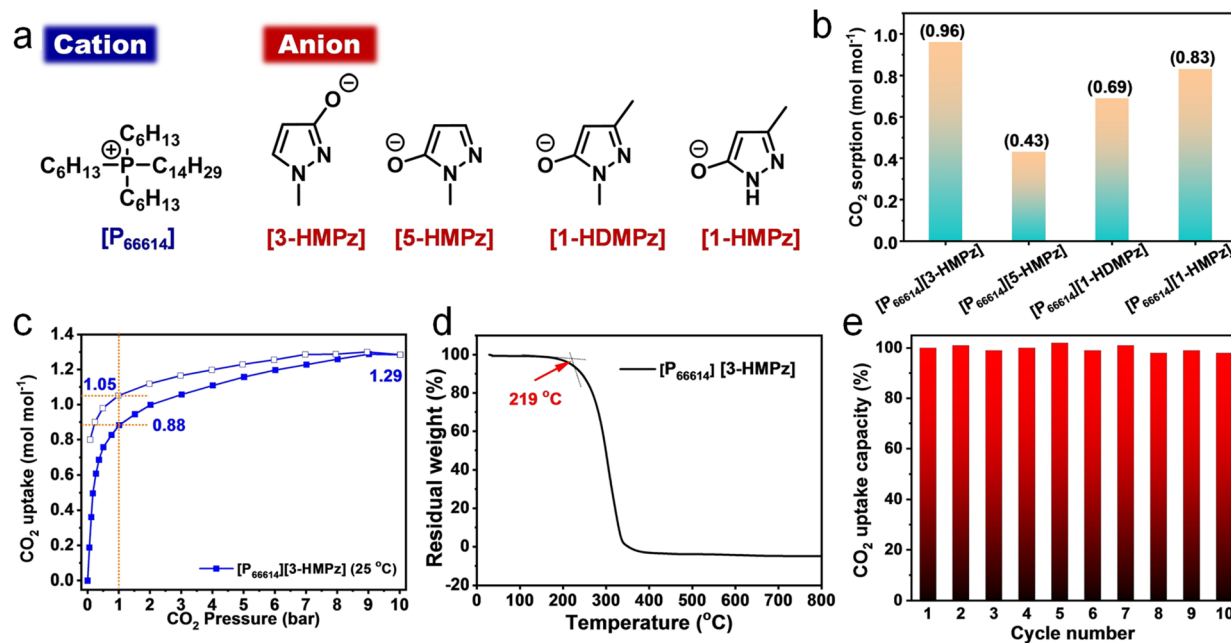 a
Cation
Anion
C6H13
⊕
C6H13—P—C14H29
C6H13
[P66614]
O⊖
N
N
[3-HMPz]
⊖
O
N
N
[5-HMPz]
⊖
O
N
N
[1-HDMPz]
⊖
O
N
N
H
[1-HMPz]
b
CO2 sorption (mol mol-1)
1.0
0.8
0.6
0.4
0.2
0.0
(0.96)
(0.43)
(0.69)
(0.83)
[P66614][3-HMPz]
[P66614][5-HMPz]
[P66614][1-HDMPz]
[P66614][1-HMPz]
c
CO2 uptake (mol mol-1)
1.4
1.2
1.0
0.8
0.6
0.4
0.2
0.0
1.05
0.88
1.29
[P66614][3-HMPz] (25 °C)
0 1 2 3 4 5 6 7 8 9 10
CO2 Pressure (bar)
d
Residual weight (%)
100
80
60
40
20
0
-20
[P66614] [3-HMPz]
219 °C
0 100 200 300 400 500 600 700 800
Temperature (°C)
e
CO2 uptake capacity (%)
100
80
60
40
20
0
1 2 3 4 5 6 7 8 9 10
Cycle number